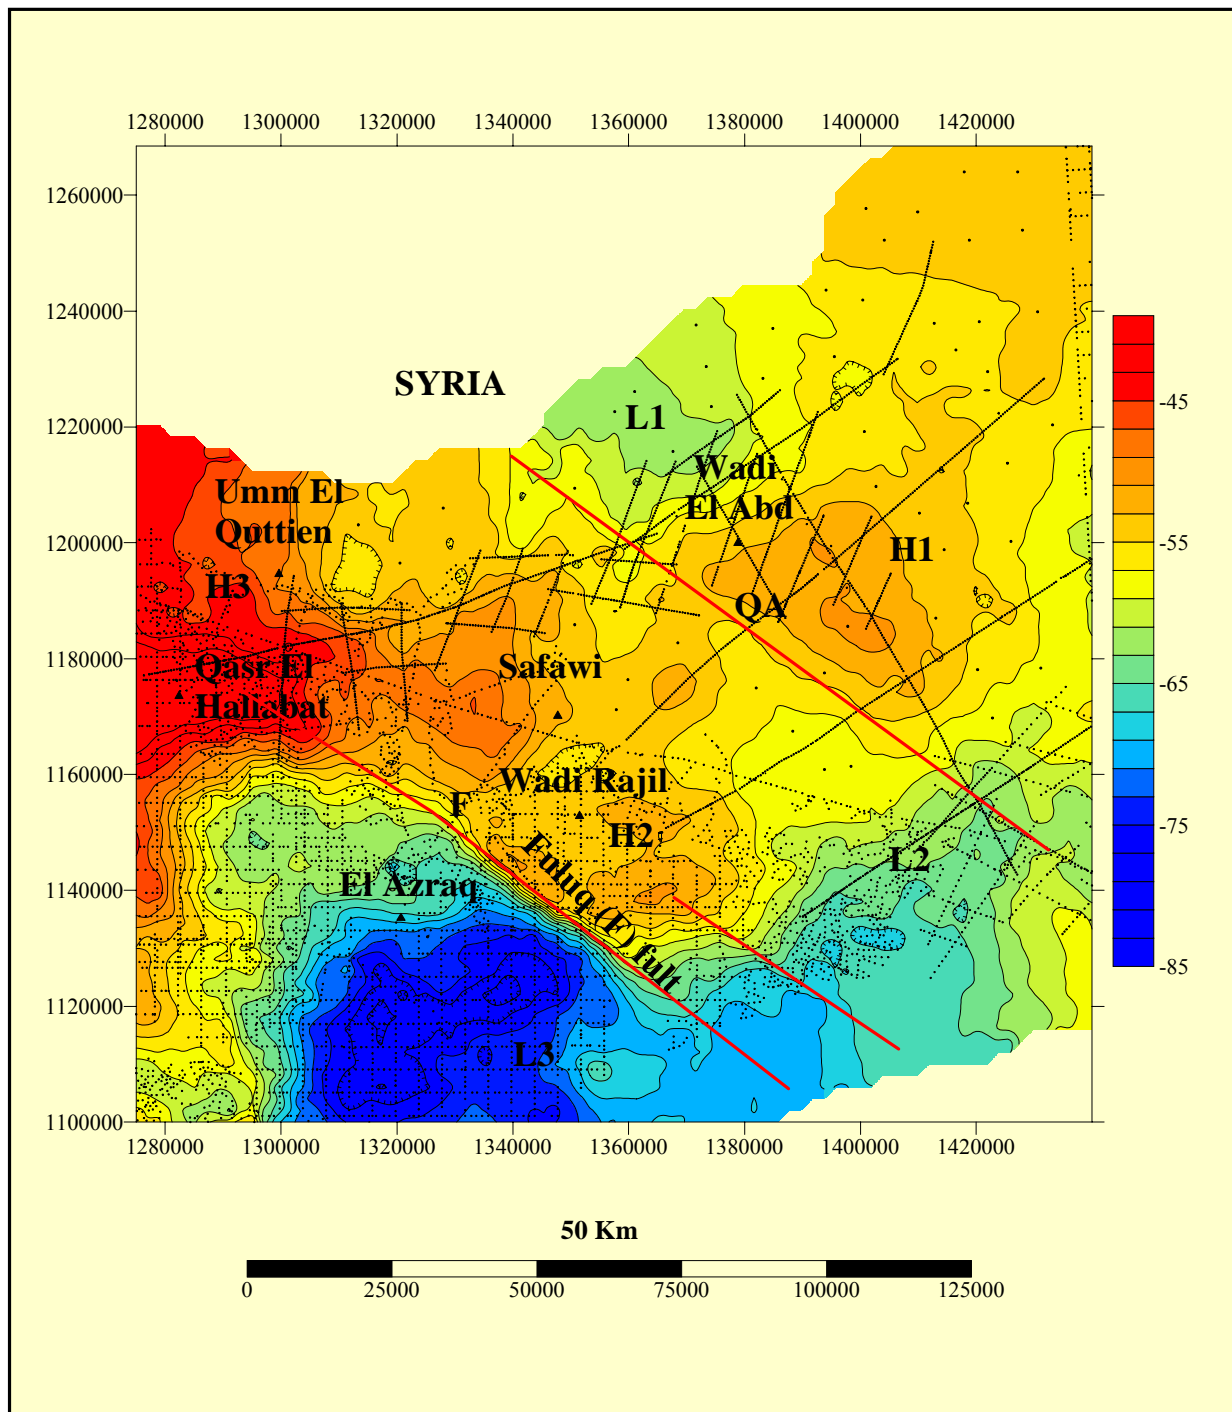 1280000 1300000 1320000 1340000 1360000 1380000 1400000 1420000
1260000
1240000
1220000
1200000
1180000
1160000
1140000
1120000
1100000
SYRIA
L1
Wadi
El Abd
Umm El
Quttien
H1
H3
QA
Qasr El
Hallabat
Safawi
Wadi Rajil
F
H2
Fuluq (F) fult
El Azraq
L2
L3
-45
-55
-65
-75
-85
1280000 1300000 1320000 1340000 1360000 1380000 1400000 1420000
50 Km
0 25000 50000 75000 100000 125000